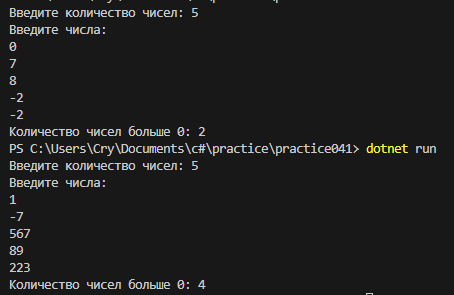 Введите количество чисел: 5
Введите числа:
0
7
8
-2
-2
Количество чисел больше 0: 2
PS C:\Users\Cry\Documents\c#\practice\practice041> dotnet run
Введите количество чисел: 5
Введите числа:
1
-7
567
89
223
Количество чисел больше 0: 4